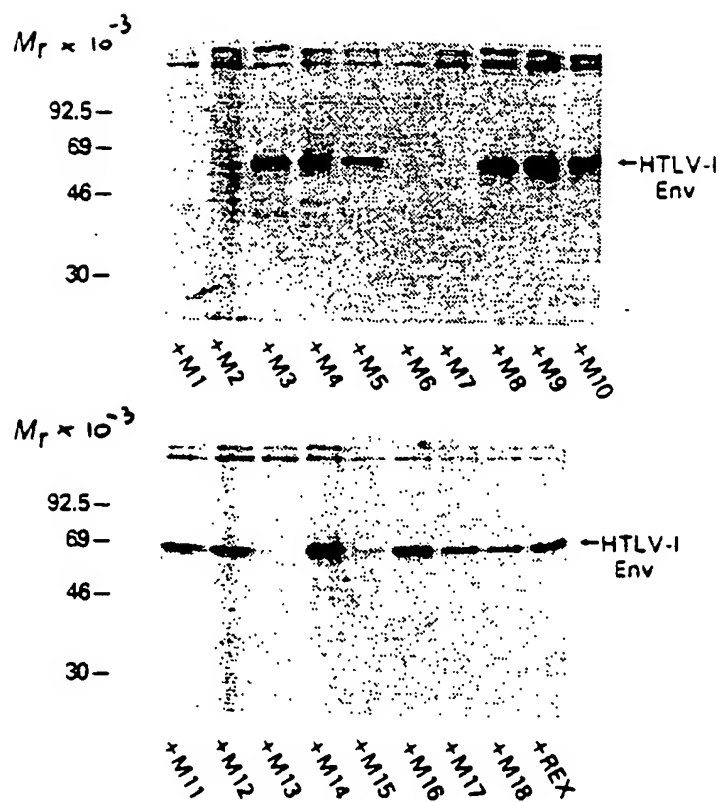 Mr × 10⁻³
92.5 –
69 –
46 –
30 –
←HTLV-I
Env
+M1 +M2 +M3 +M4 +M5 +M6 +M7 +M8 +M9 +M10
Mr × 10⁻³
92.5 –
69 –
46 –
30 –
←HTLV-I
Env
+M11 +M12 +M13 +M14 +M15 +M16 +M17 +M18 +REX